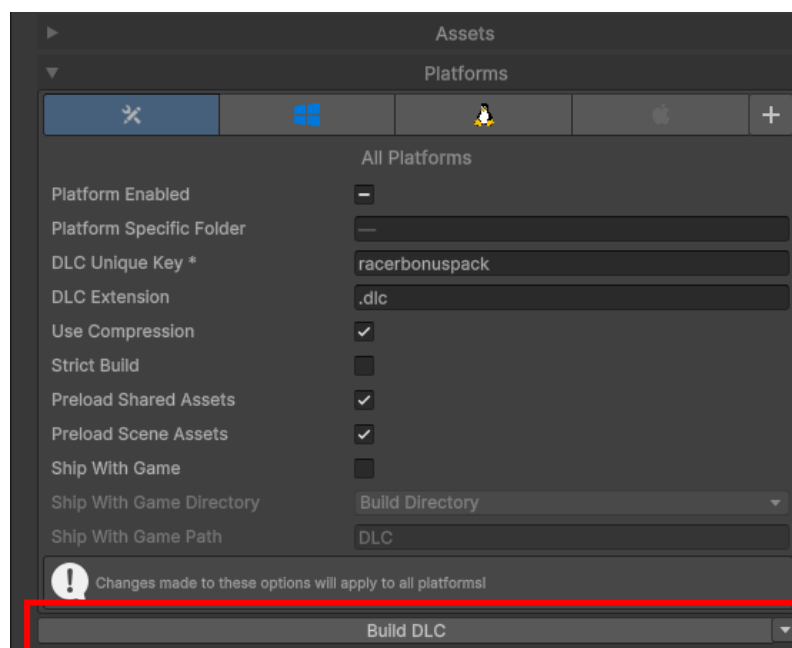 Assets
Platforms
All Platforms
Platform Enabled
Platform Specific Folder —
DLC Unique Key * racerbonuspack
DLC Extension .dlc
Use Compression
Strict Build
Preload Shared Assets
Preload Scene Assets
Ship With Game
Ship With Game Directory Build Directory
Ship With Game Path DLC
Changes made to these options will apply to all platforms!
Build DLC